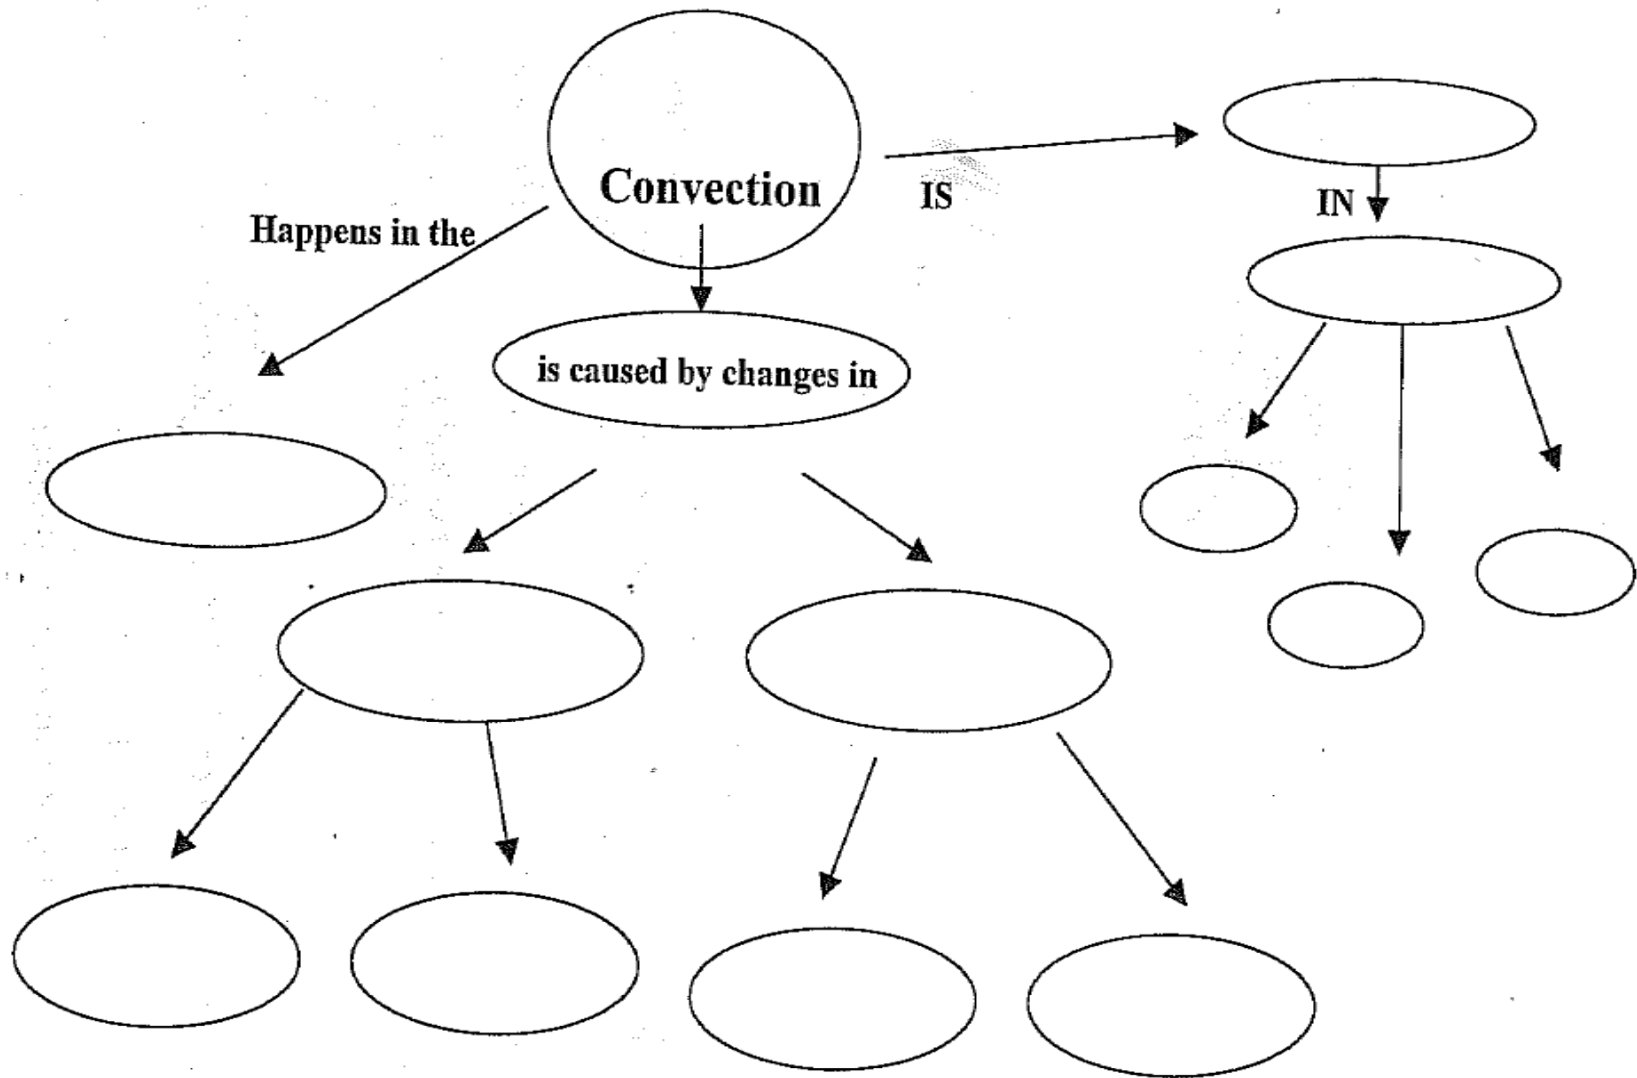 Convection
IS
IN
Happens in the
is caused by changes in